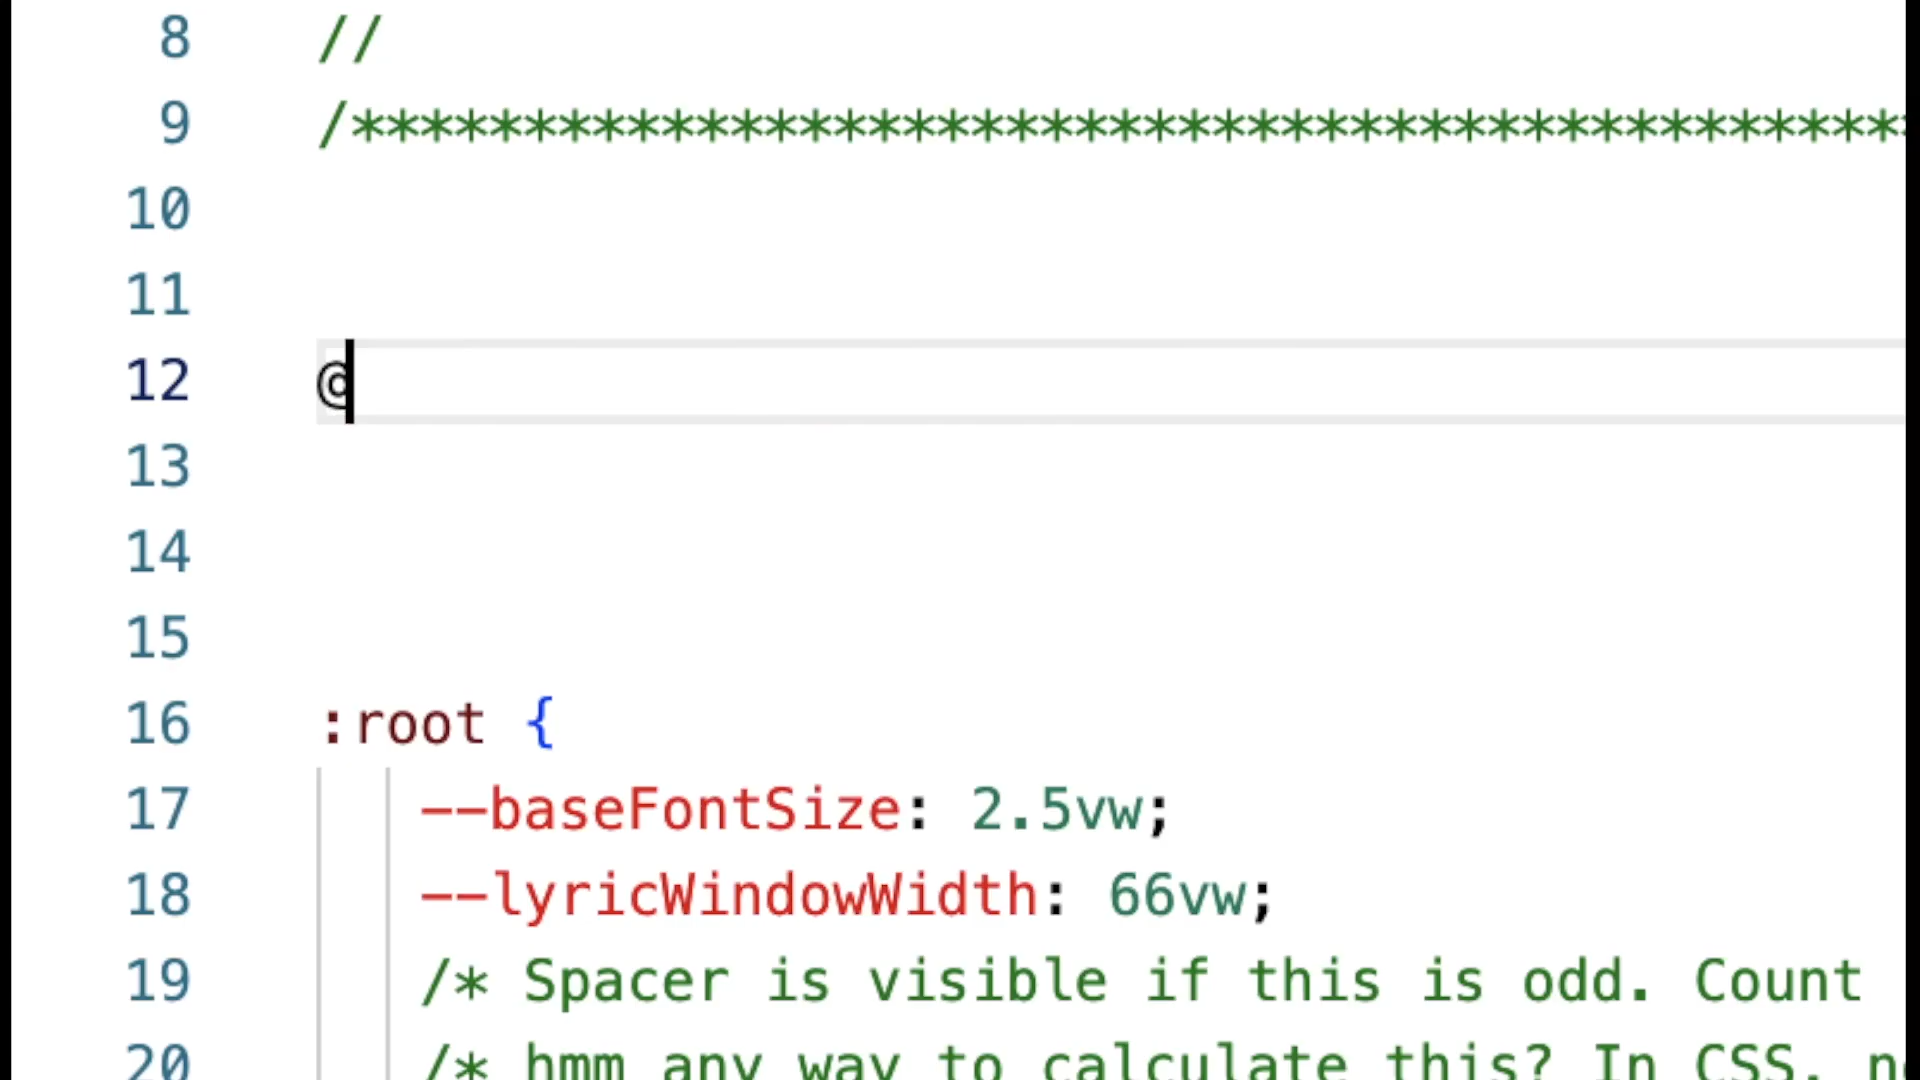 8 //
9 /**********************************************
10
11
12 @
13
14
15
16 :root {
17 --baseFontSize: 2.5vw;
18 --lyricWindowWidth: 66vw;
19 /* Spacer is visible if this is odd. Count
20 /* hmm any way to calculate this? In CSS,